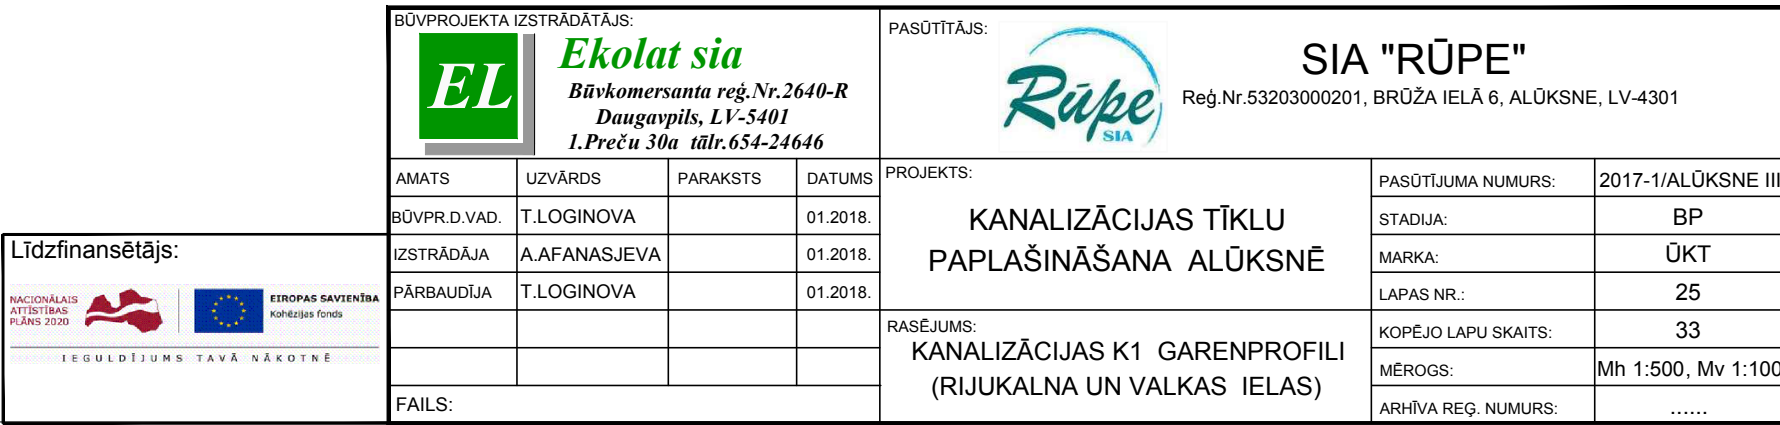 BŪVPROJEKTA IZSTRĀDĀTĀJS:
EL
Ekolat sia
Būvkomersanta reģ.Nr.2640-R
Daugavpils, LV-5401
1.Preču 30a tālr.654-24646
PASŪTĪTĀJS:
Rūpe
SIA
SIA "RŪPE"
Reģ.Nr.53203000201, BRŪŽA IELĀ 6, ALŪKSNE, LV-4301
AMATS UZVĀRDS PARAKSTS DATUMS
BŪVPR.D.VAD. T.LOGINOVA 01.2018.
IZSTRĀDĀJA A.AFANASJEVA 01.2018.
PĀRBAUDĪJA T.LOGINOVA 01.2018.
FAILS:
PROJEKTS:
KANALIZĀCIJAS TĪKLU
PAPLAŠINĀŠANA ALŪKSNĒ
RASĒJUMS:
KANALIZĀCIJAS K1 GARENPROFILI
(RIJUKALNA UN VALKAS IELAS)
PASŪTĪJUMA NUMURS: 2017-1/ALŪKSNE III
STADIJA: BP
MARKA: ŪKT
LAPAS NR.: 25
KOPĒJO LAPU SKAITS: 33
MĒROGS: Mh 1:500, Mv 1:100
ARHĪVA REĢ. NUMURS: ......
Līdzfinansētājs:
NACIONĀLAIS
ATTĪSTĪBAS
PLĀNS 2020
EIROPAS SAVIENĪBA
Kohēzijas fonds
IEGULDĪJUMS TAVĀ NĀKOTNĒ